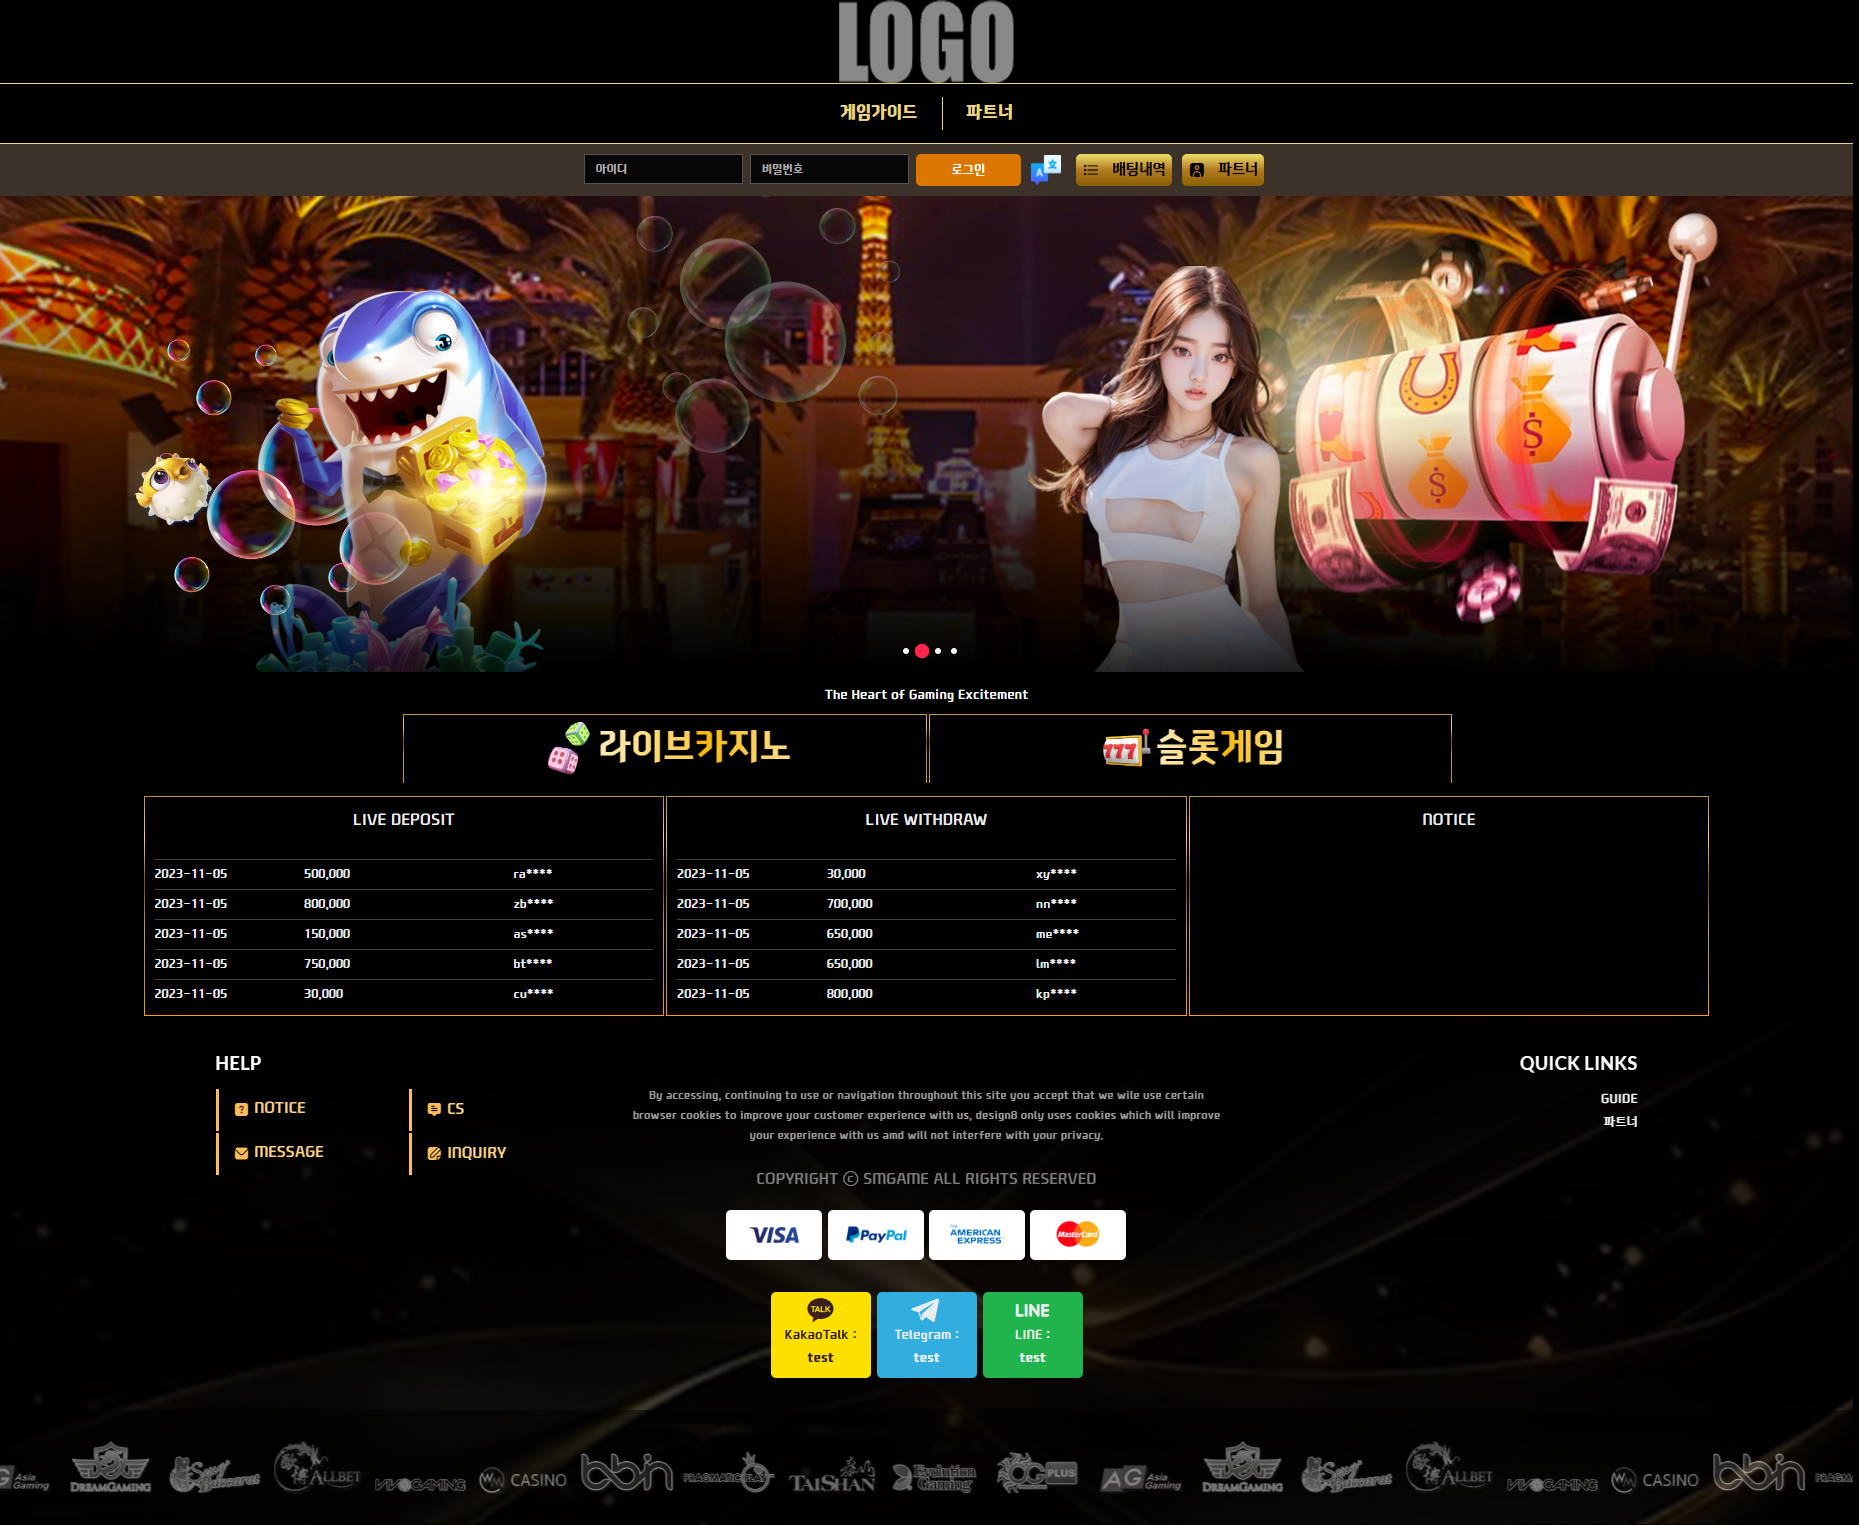 LOGO
게임가이드
파트너
아이디
비밀번호
로그인
A 文
배팅내역
파트너
BALE
$
$
The Heart of Gaming Excitement
라이브카지노
777
슬롯게임
LIVE DEPOSIT
2023-11-05 500,000 ra****
2023-11-05 800,000 zb****
2023-11-05 150,000 as****
2023-11-05 750,000 bt****
2023-11-05 30,000 cu****
LIVE WITHDRAW
2023-11-05 30,000 xy****
2023-11-05 700,000 nn****
2023-11-05 650,000 me****
2023-11-05 650,000 lm****
2023-11-05 800,000 kp****
NOTICE
HELP
NOTICE
CS
MESSAGE
INQUIRY
By accessing, continuing to use or navigation throughout this site you accept that we wile use certain
browser cookies to improve your customer experience with us, design8 only uses cookies which will improve
your experience with us amd will not interfere with your privacy.
COPYRIGHT ⓒ SMGAME ALL RIGHTS RESERVED
VISA
PayPal
THE
AMERICAN
EXPRESS
MasterCard
TALK
KakaoTalk :
test
Telegram :
test
LINE
LINE :
test
QUICK LINKS
GUIDE
파트너
G Asia
Gaming
DREAMGAMING
Sexy
Baccarat
ALLBET
VIVOGAMING
WM CASINO
bbin
PRAGMATIC PLAY
TAISHAN 泰山
Evolution
Gaming
OG PLUS
AG Asia
Gaming
DREAMGAMING
Sexy
Baccarat
ALLBET
VIVOGAMING
WM CASINO
bbin
PRAGMA